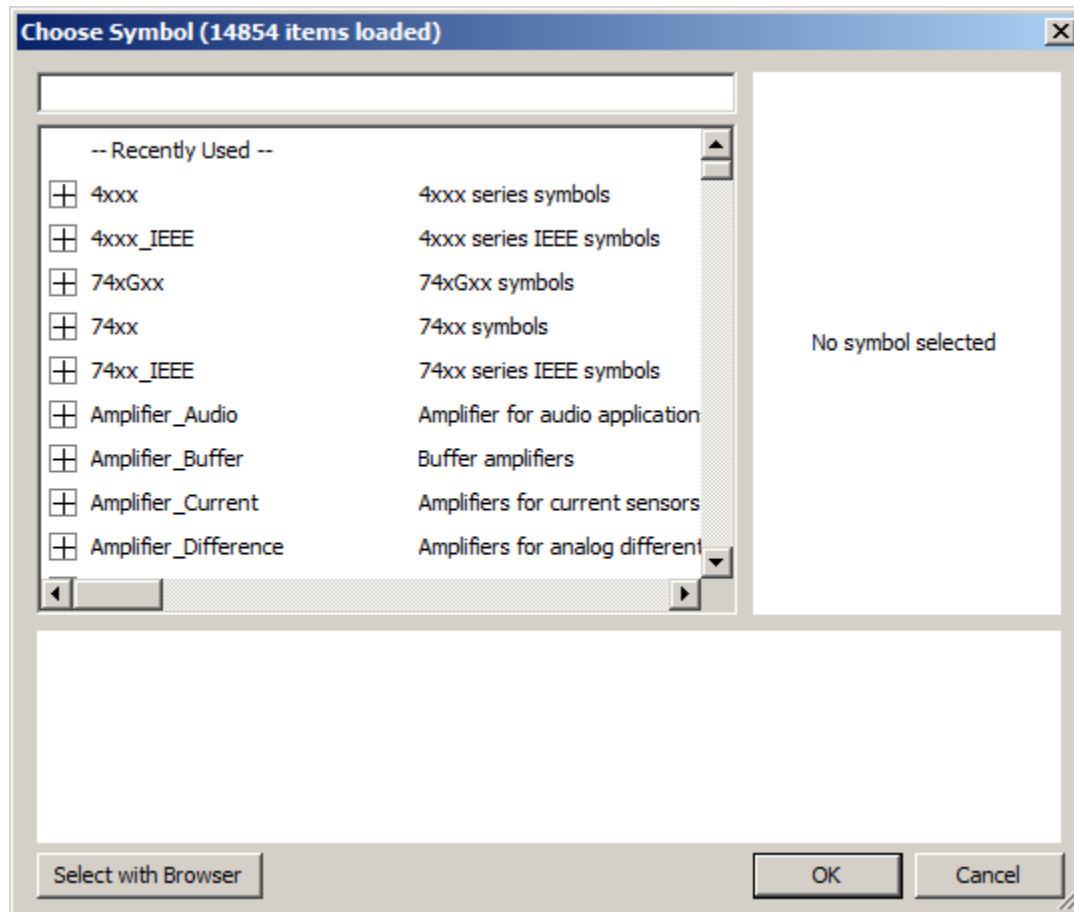 Choose Symbol (14854 items loaded)
-- Recently Used --
4xxx 4xxx series symbols
4xxx_IEEE 4xxx series IEEE symbols
74xGxx 74xGxx symbols
74xx 74xx symbols
74xx_IEEE 74xx series IEEE symbols
Amplifier_Audio Amplifier for audio application
Amplifier_Buffer Buffer amplifiers
Amplifier_Current Amplifiers for current sensors
Amplifier_Difference Amplifiers for analog different
No symbol selected
Select with Browser OK Cancel